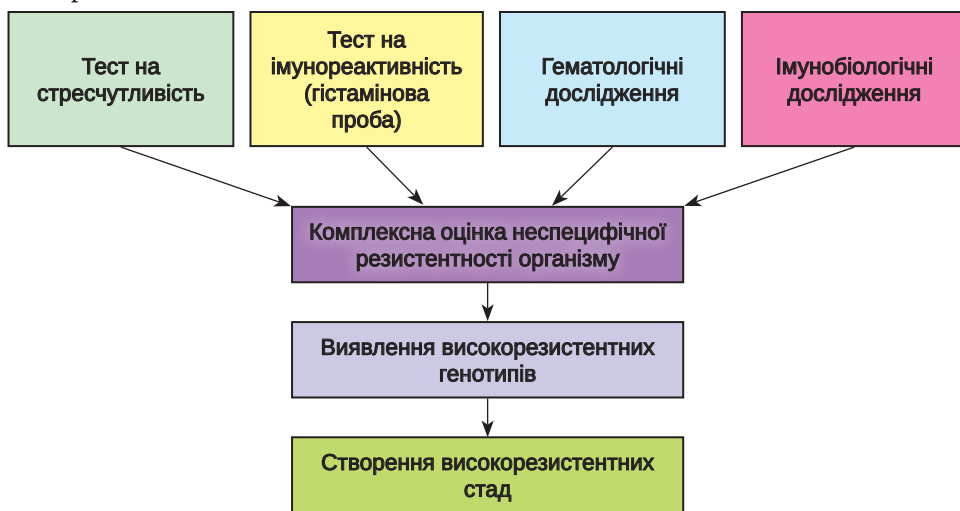 Тест на
стресчутливість
Тест на
імунореактивність
(гістамінова
проба)
Гематологічні
дослідження
Імунобіологічні
дослідження
Комплексна оцінка неспецифічної
резистентності організму
Виявлення високорезистентних
генотипів
Створення високорезистентних
стад